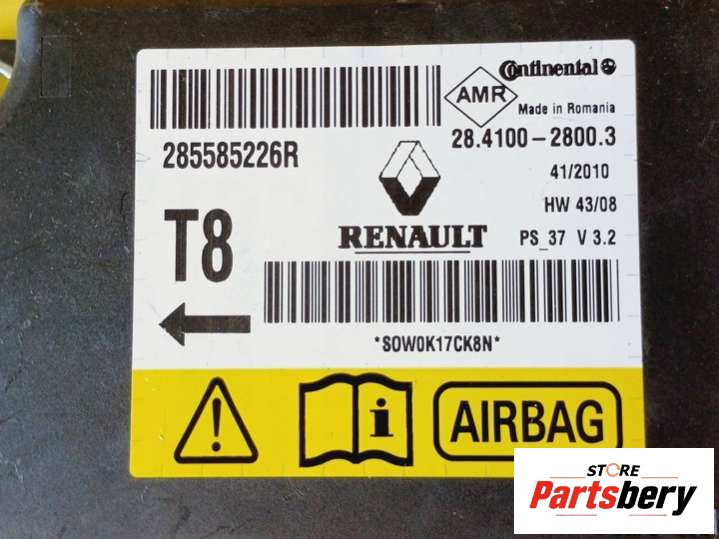 Continental
AMR
Made in Romania
285585226R
28.4100-2800.3
41/2010
HW 43/08
T8
RENAULT
PS_37 V 3.2
*SOW0K17CK8N*
AIRBAG
STORE
Partsbery